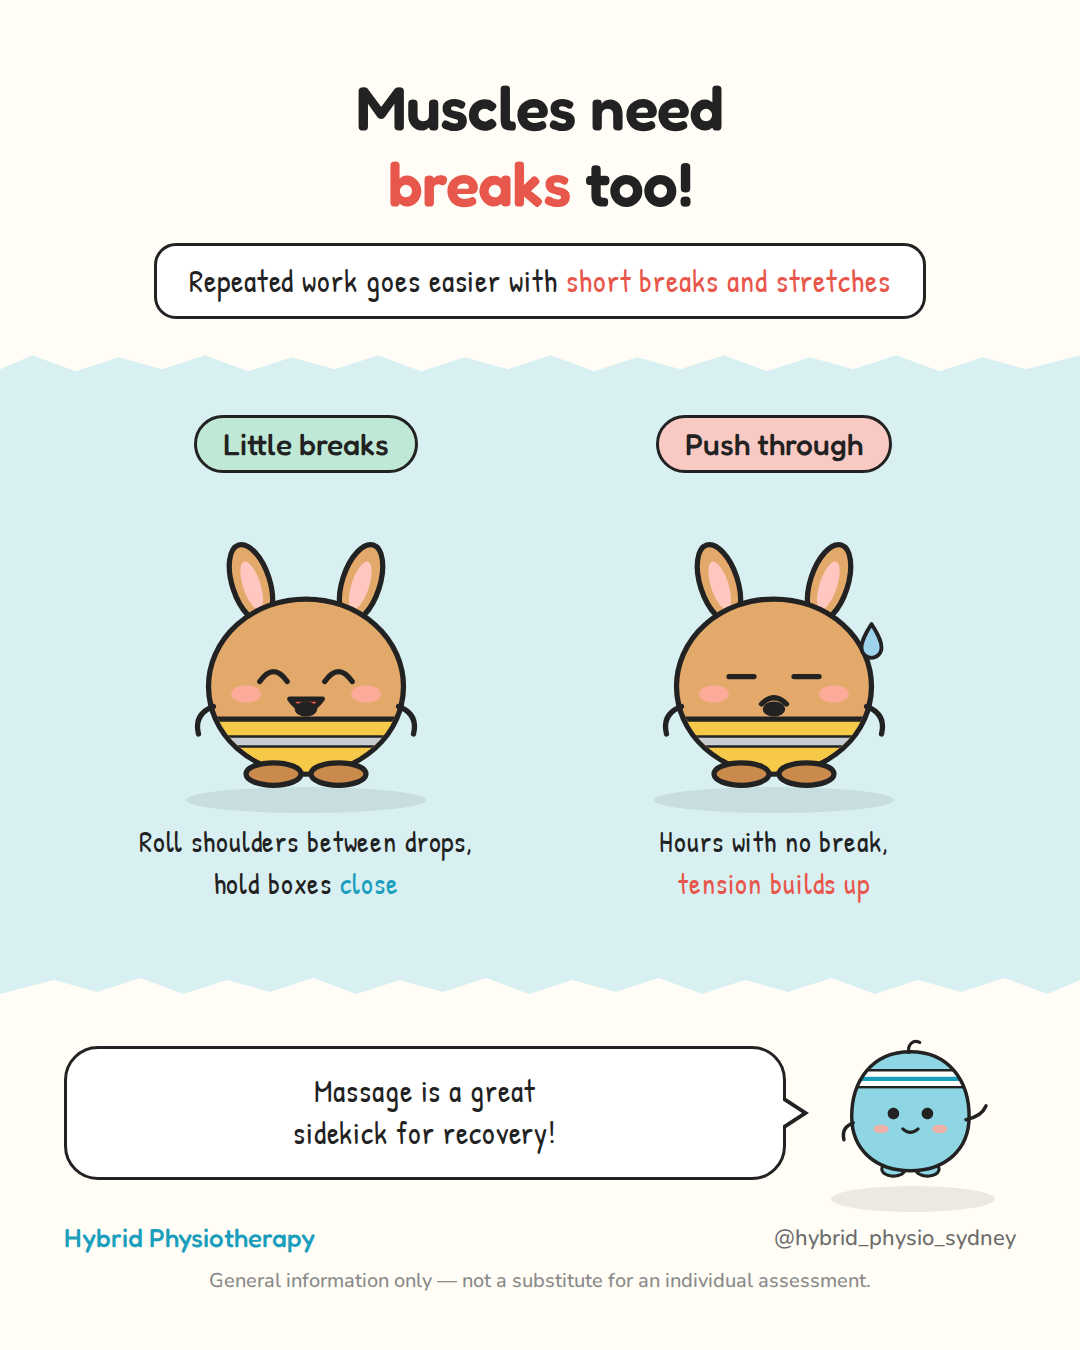 Muscles need
breaks too!
Repeated work goes easier with short breaks and stretches
Little breaks
Push through
Roll shoulders between drops,
hold boxes close
Hours with no break,
tension builds up
Massage is a great
sidekick for recovery!
Hybrid Physiotherapy
@hybrid_physio_sydney
General information only — not a substitute for an individual assessment.